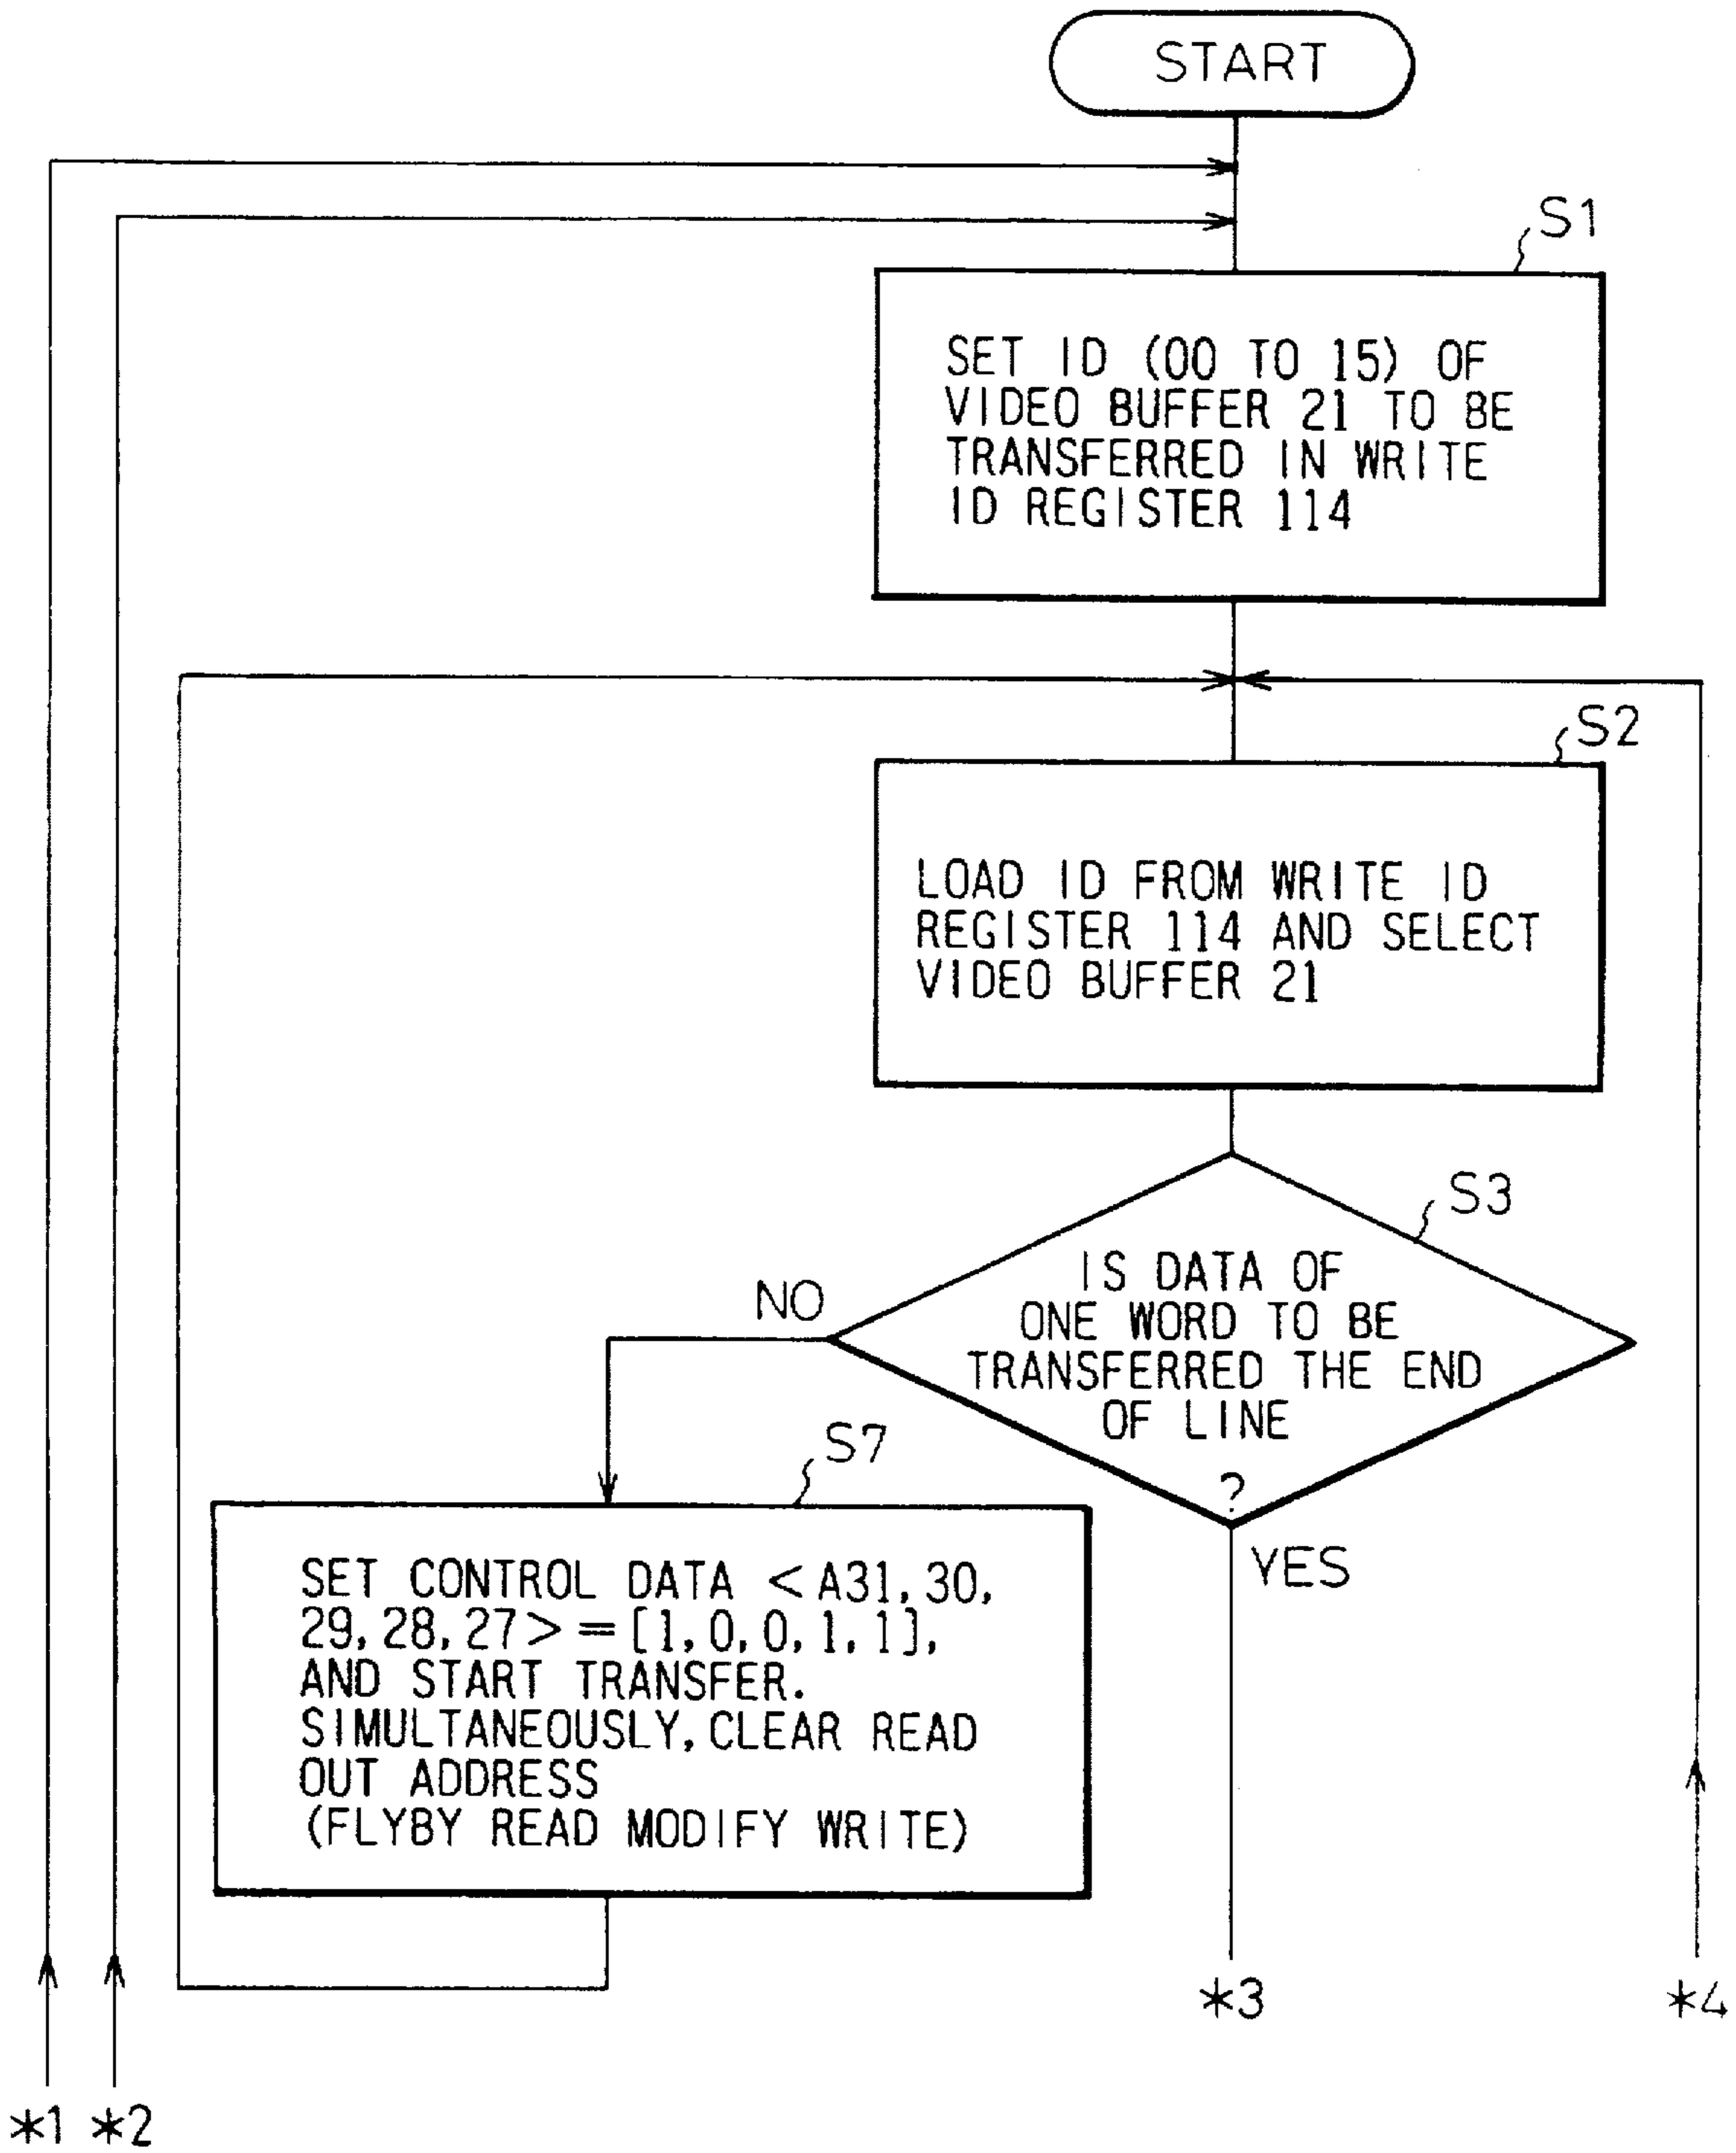 START
S1
SET ID (00 TO 15) OF
VIDEO BUFFER 21 TO BE
TRANSFERRED IN WRITE
ID REGISTER 114
S2
LOAD ID FROM WRITE ID
REGISTER 114 AND SELECT
VIDEO BUFFER 21
S3
IS DATA OF
ONE WORD TO BE
TRANSFERRED THE END
OF LINE
?
NO
YES
S7
SET CONTROL DATA <A31,30,
29,28,27>=[1,0,0,1,1],
AND START TRANSFER.
SIMULTANEOUSLY,CLEAR READ
OUT ADDRESS
(FLYBY READ MODIFY WRITE)
*3
*4
*1
*2